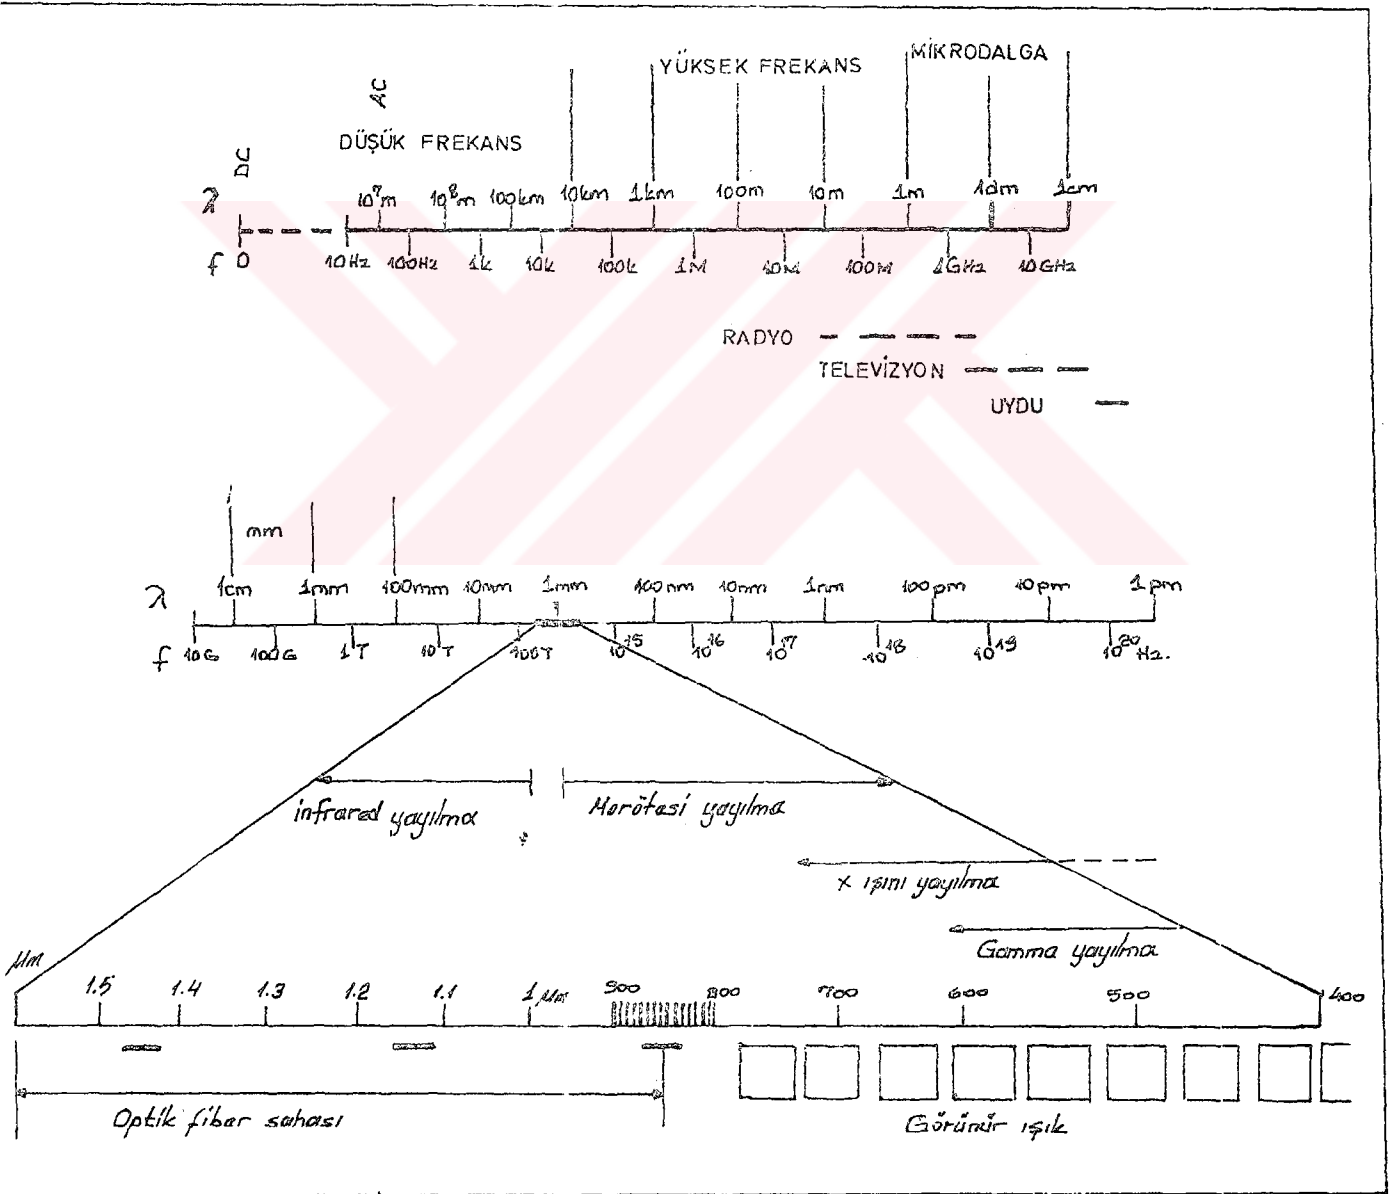 YÜKSEK FREKANS
MİKRODALGA
AC
DÜŞÜK FREKANS
DC
λ 10⁷m 10⁸m 100km 10km 1km 100m 10m 1m 1dm 1cm
f 0 10Hz 100Hz 1k 10k 100k 1M 10M 100M 1GHz 10GHz
RADYO
TELEVİZYON
UYDU
mm
λ 1cm 1mm 100mm 10mm 1mm 100nm 10nm 1nm 100pm 10pm 1pm
f 10G 100G 1T 10T 100T 10¹⁵ 10¹⁶ 10¹⁷ 10¹⁸ 10¹⁹ 10²⁰ Hz.
infrared yayılma
Morötesi yayılma
x ışını yayılma
Gamma yayılma
μm 1.5 1.4 1.3 1.2 1.1 1 μm 900 800 700 600 500 400
Optik fiber sahası
Görünür ışık